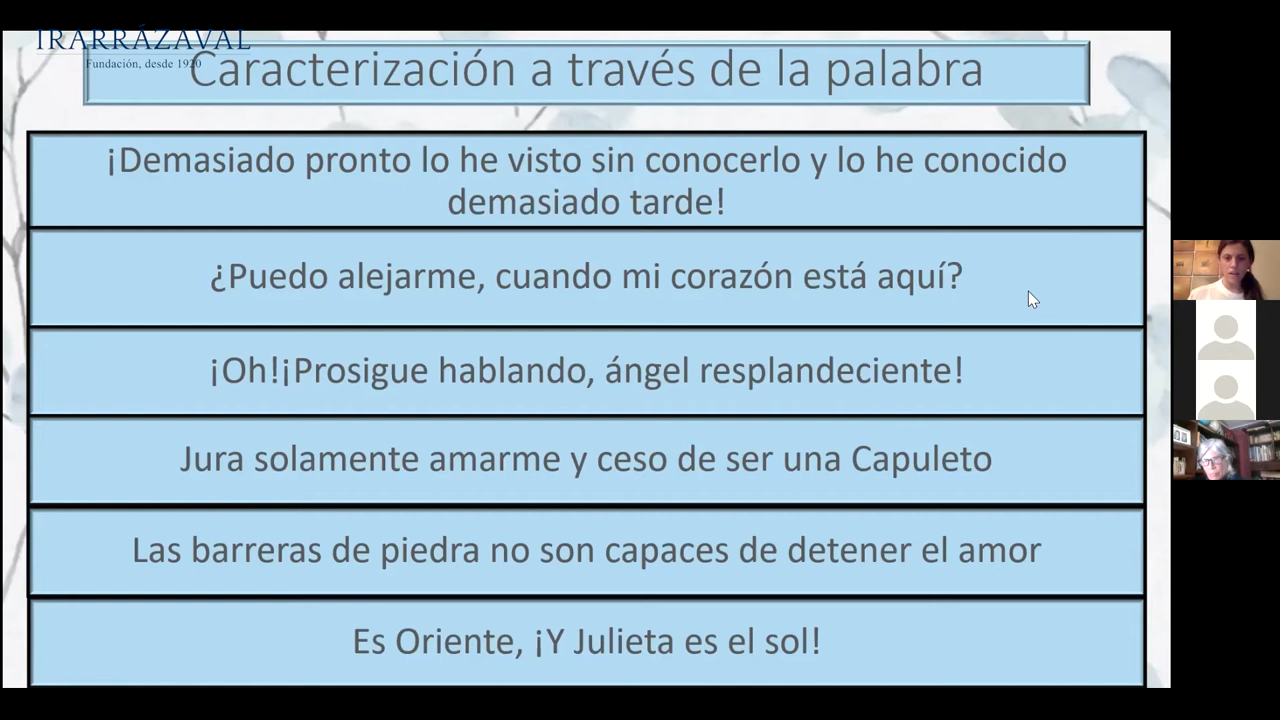 IRARRÁZAVAL
Fundación, desde 1920
Caracterización a través de la palabra
¡Demasiado pronto lo he visto sin conocerlo y lo he conocido
demasiado tarde!
¿Puedo alejarme, cuando mi corazón está aquí?
¡Oh!¡Prosigue hablando, ángel resplandeciente!
Jura solamente amarme y ceso de ser una Capuleto
Las barreras de piedra no son capaces de detener el amor
Es Oriente, ¡Y Julieta es el sol!